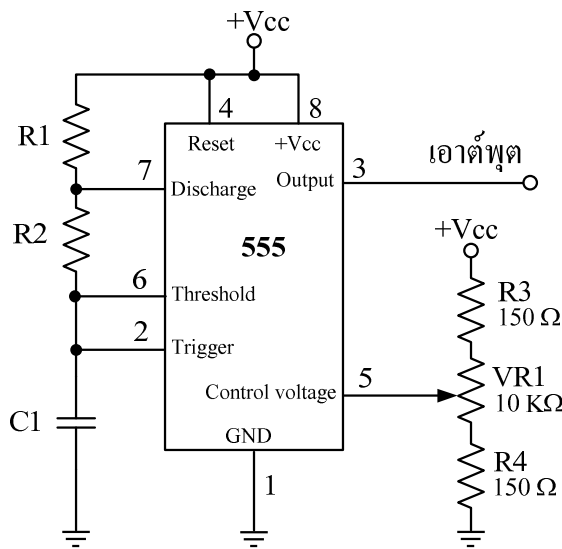 +Vcc
4
8
R1
Reset
+Vcc
7
Discharge
Output
3
เอาต์พุต
R2
555
+Vcc
6
Threshold
R3
150 Ω
2
Trigger
Control voltage
5
VR1
10 KΩ
C1
GND
R4
150 Ω
1